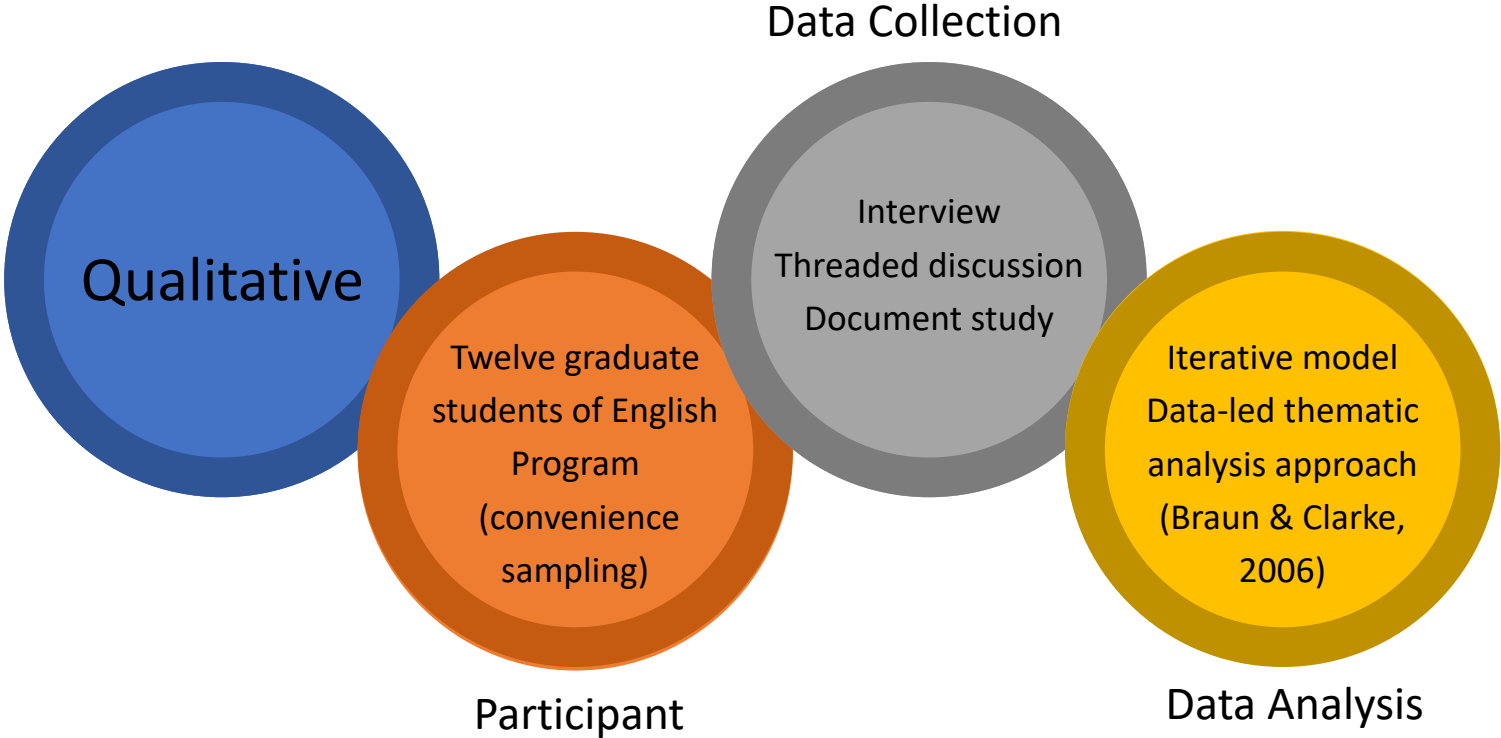 Qualitative
Twelve graduate
students of English
Program
(convenience
sampling)
Participant
Data Collection
Interview
Threaded discussion
Document study
Iterative model
Data-led thematic
analysis approach
(Braun & Clarke,
2006)
Data Analysis